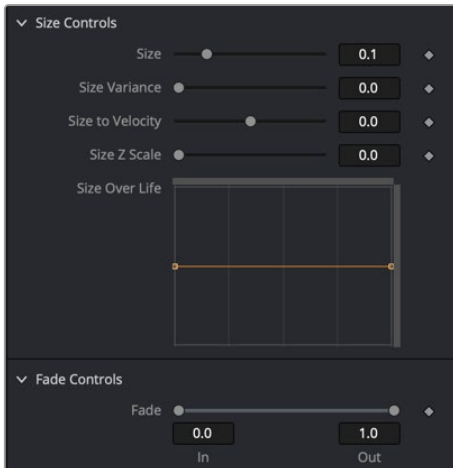 Size Controls
Size 0.1
Size Variance 0.0
Size to Velocity 0.0
Size Z Scale 0.0
Size Over Life
Fade Controls
Fade
0.0 1.0
In Out